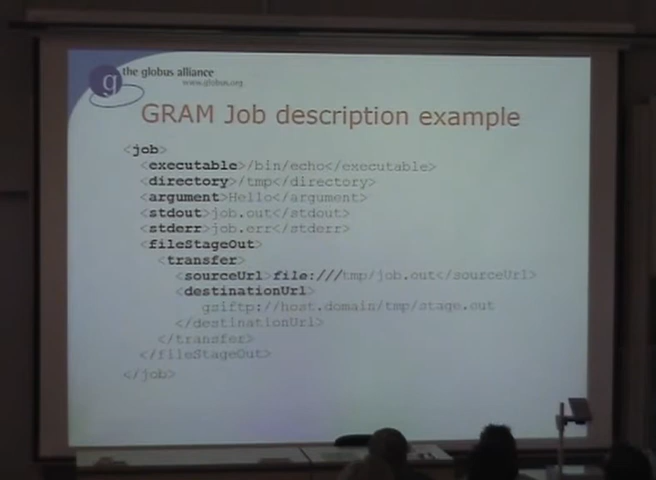 the globus alliance
www.globus.org
g
GRAM Job description example
<job>
<executable>/bin/echo</executable>
<directory>/tmp</directory>
<argument>Hello</argument>
<stdout>job.out</stdout>
<stderr>job.err</stderr>
<fileStageOut>
<transfer>
<sourceUrl>file:///tmp/job.out</sourceUrl>
<destinationUrl>
gsiftp://host.domain/tmp/stage.out
</destinationUrl>
</transfer>
</fileStageOut>
</job>